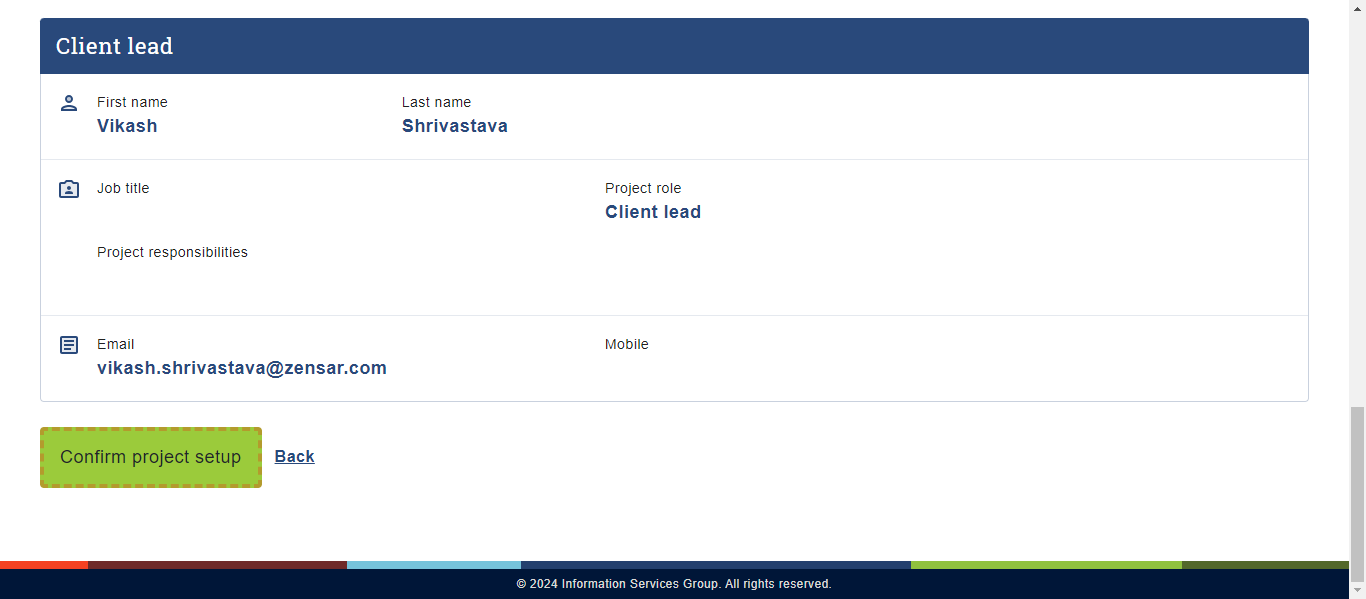 Client lead
First name Last name
Vikash Shrivastava
Job title Project role
Client lead
Project responsibilities
Email Mobile
vikash.shrivastava@zensar.com
Confirm project setup Back
© 2024 Information Services Group. All rights reserved.